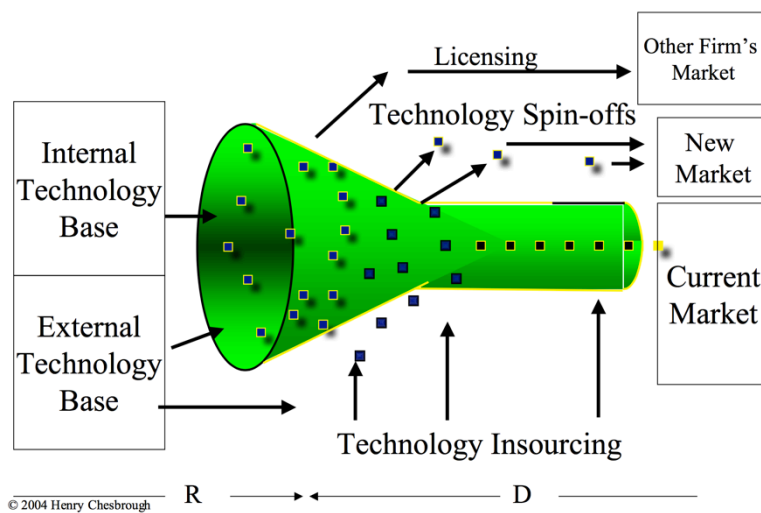 Licensing
Other Firm's
Market
Technology Spin-offs
New
Market
Internal
Technology
Base
Current
Market
External
Technology
Base
Technology Insourcing
R
D
© 2004 Henry Chesbrough